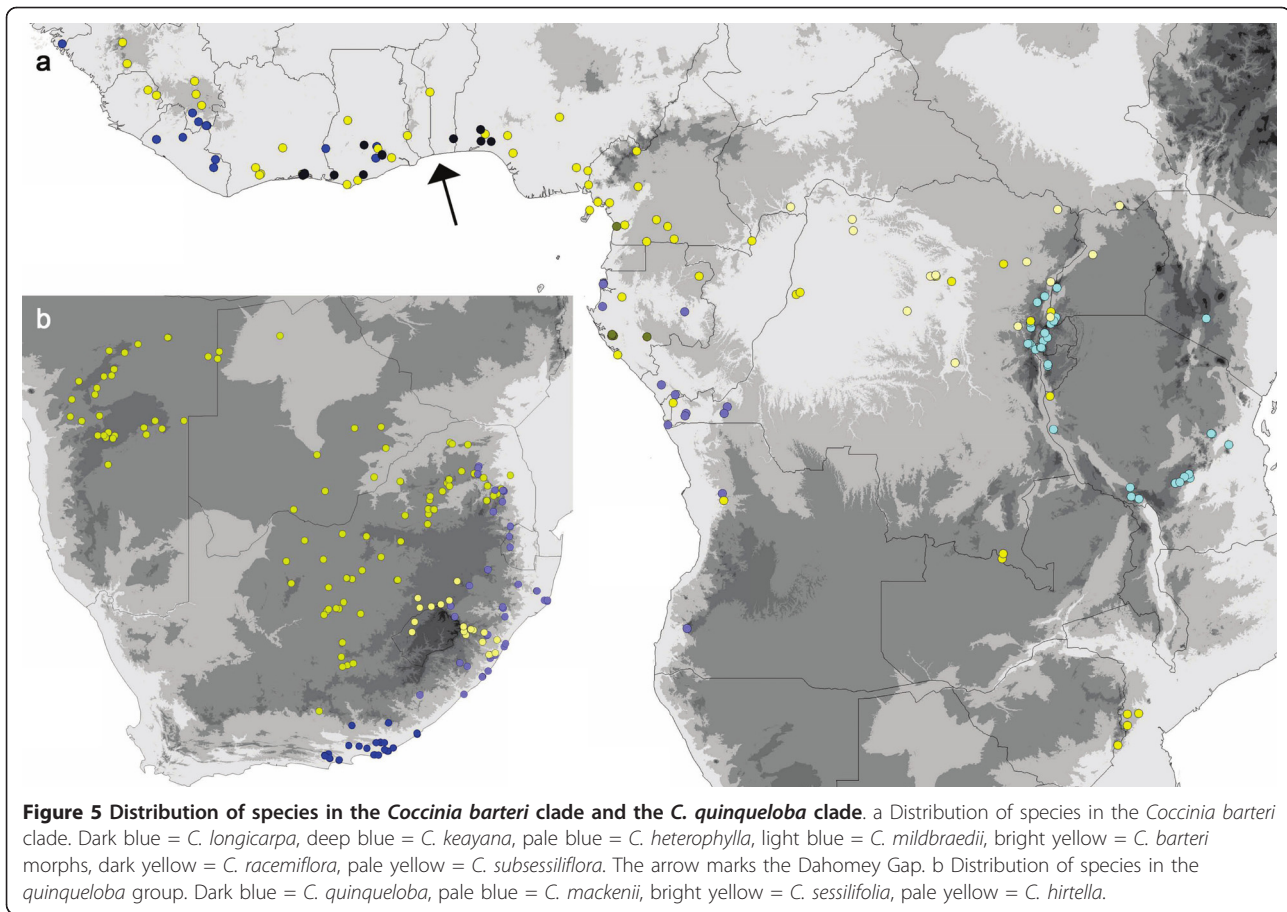 a
b
Figure 5 Distribution of species in the Coccinia barteri clade and the C. quinqueloba clade. a Distribution of species in the Coccinia barteri
clade. Dark blue = C. longicarpa, deep blue = C. keayana, pale blue = C. heterophylla, light blue = C. mildbraedii, bright yellow = C. barteri
morphs, dark yellow = C. racemiflora, pale yellow = C. subsessiliflora. The arrow marks the Dahomey Gap. b Distribution of species in the
quinqueloba group. Dark blue = C. quinqueloba, pale blue = C. mackenii, bright yellow = C. sessilifolia, pale yellow = C. hirtella.